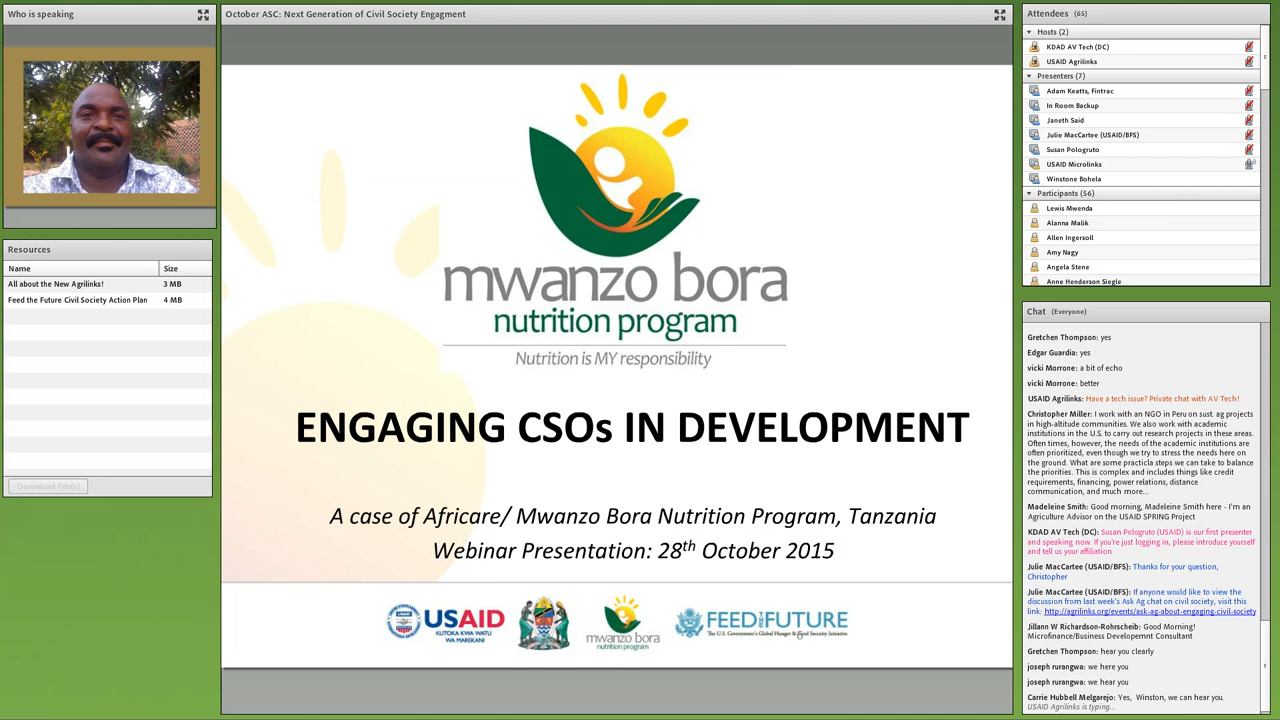 Who is speaking
Resources
Name Size
All about the New Agrilinks! 3 MB
Feed the Future Civil Society Action Plan 4 MB
Download File(s)
October ASC: Next Generation of Civil Society Engagment
mwanzo bora
nutrition program
Nutrition is MY responsibility
ENGAGING CSOs IN DEVELOPMENT
A case of Africare/ Mwanzo Bora Nutrition Program, Tanzania
Webinar Presentation: 28th October 2015
USAID
KUTOKA KWA WATU
WA MAREKANI
mwanzo bora
nutrition program
FEED THE FUTURE
The U.S. Government's Global Hunger & Food Security Initiative
Attendees (65)
Hosts (2)
KDAD AV Tech (DC)
USAID Agrilinks
Presenters (7)
Adam Keatts, Fintrac
In Room Backup
Janeth Said
Julie MacCartee (USAID/BFS)
Susan Pologruto
USAID Microlinks
Winstone Bohela
Participants (56)
Lewis Mwenda
Alanna Malik
Allen Ingersoll
Amy Nagy
Angela Stene
Anne Henderson Siegle
Chat (Everyone)
Gretchen Thompson: yes
Edgar Guardia: yes
vicki Morrone: a bit of echo
vicki Morrone: better
USAID Agrilinks: Have a tech issue? Private chat with AV Tech!
Christopher Miller: I work with an NGO in Peru on sust. ag projects
in high-altitude communities. We also work with academic
institutions in the U.S. to carry out research projects in these areas.
Often times, however, the needs of the academic institutions are
often prioritized, even though we try to stress the needs here on
the ground. What are some practicla steps we can take to balance
the priorities. This is complex and includes things like credit
requirements, financing, power relations, distance
communication, and much more...
Madeleine Smith: Good morning, Madeleine Smith here - I'm an
Agriculture Advisor on the USAID SPRING Project
KDAD AV Tech (DC): Susan Pologruto (USAID) is our first presenter
and speaking now. If you're just logging in, please introduce yourself
and tell us your affiliation
Julie MacCartee (USAID/BFS): Thanks for your question,
Christopher
Julie MacCartee (USAID/BFS): If anyone would like to view the
discussion from last week's Ask Ag chat on civil society, visit this
link: http://agrilinks.org/events/ask-ag-about-engaging-civil-society
Jillann W Richardson-Rohrscheib: Good Morning!
Microfinance/Business Developemnt Consultant
Gretchen Thompson: hear you clearly
joseph rurangwa: we here you
joseph rurangwa: we hear you
Carrie Hubbell Melgarejo: Yes, Winston, we can hear you.
USAID Agrilinks is typing...